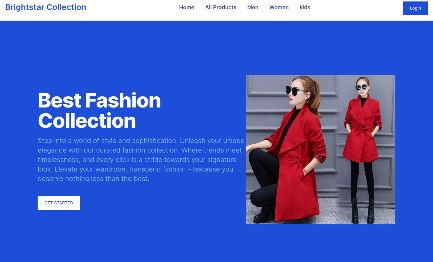 Brightstar Collection
Home All Products Men Women kids
Login
Best Fashion
Collection
Step into a world of style and sophistication. Unleash your unique
elegance with our curated fashion collection. Where trends meet
timelessness, and every click is a stride towards your signature
look. Elevate your wardrobe, transcend fashion – because you
deserve nothing less than the best.
GET STARTED